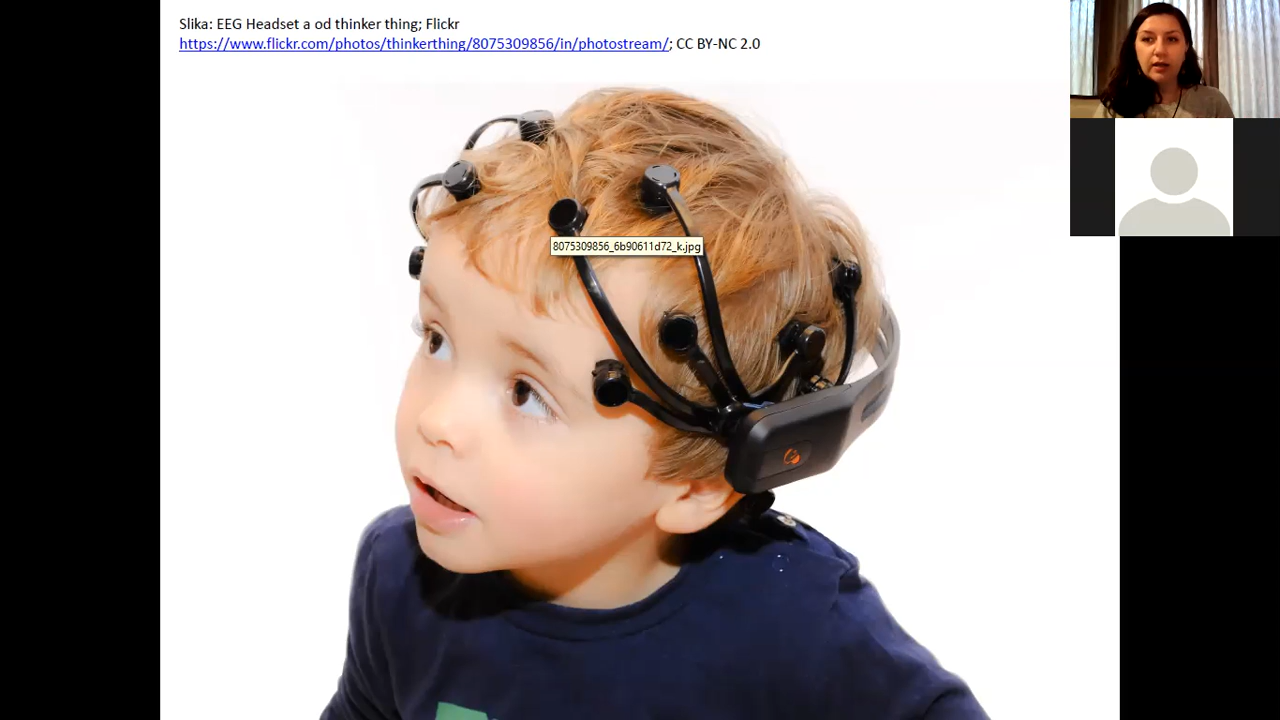 Slika: EEG Headset a od thinker thing; Flickr
https://www.flickr.com/photos/thinkerthing/8075309856/in/photostream/; CC BY-NC 2.0
8075309856_6b90611d72_k.jpg